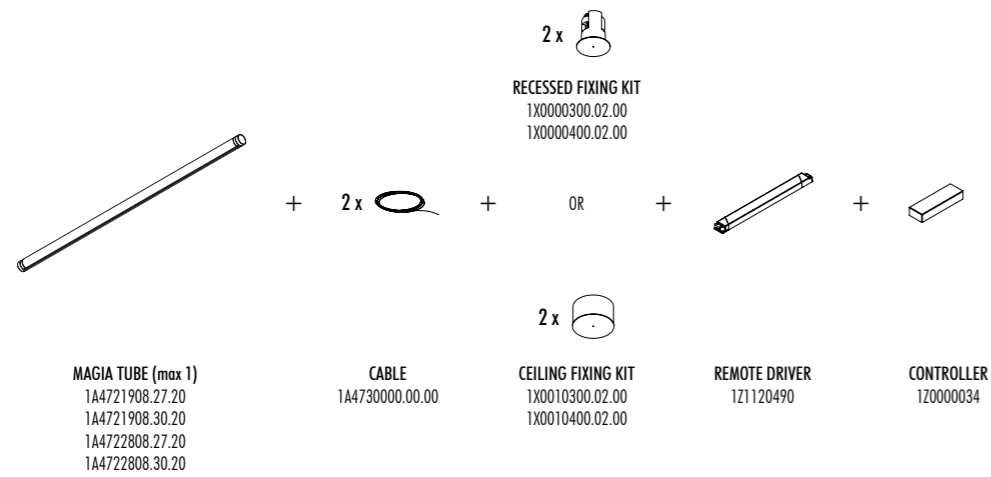 2 x
RECESSED FIXING KIT
1X0000300.02.00
1X0000400.02.00
+ 2 x + OR + +
2 x
MAGIA TUBE (max 1)
1A4721908.27.20
1A4721908.30.20
1A4722808.27.20
1A4722808.30.20
CABLE
1A4730000.00.00
CEILING FIXING KIT
1X0010300.02.00
1X0010400.02.00
REMOTE DRIVER
1Z1120490
CONTROLLER
1Z0000034